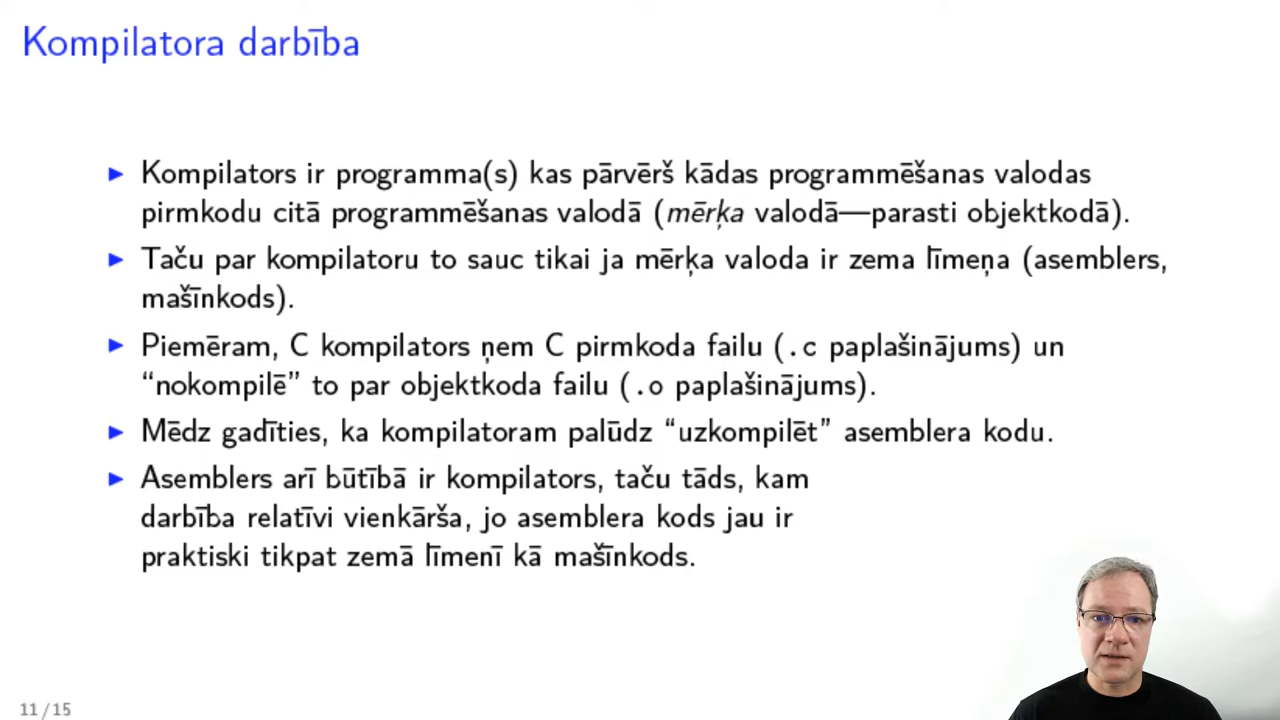 Kompilatora darbība
▶ Kompilators ir programma(s) kas pārvērš kādas programmēšanas valodas
pirmkodu citā programmēšanas valodā (mērķa valodā—parasti objektkodā).
▶ Taču par kompilatoru to sauc tikai ja mērķa valoda ir zema līmeņa (asemblers,
mašīnkods).
▶ Piemēram, C kompilators ņem C pirmkoda failu (.c paplašinājums) un
“nokompilē” to par objektkoda failu (.o paplašinājums).
▶ Mēdz gadīties, ka kompilatoram palūdz “uzkompilēt” asemblera kodu.
▶ Asemblers arī būtībā ir kompilators, taču tāds, kam
darbība relatīvi vienkārša, jo asemblera kods jau ir
praktiski tikpat zemā līmenī kā mašīnkods.
11/15